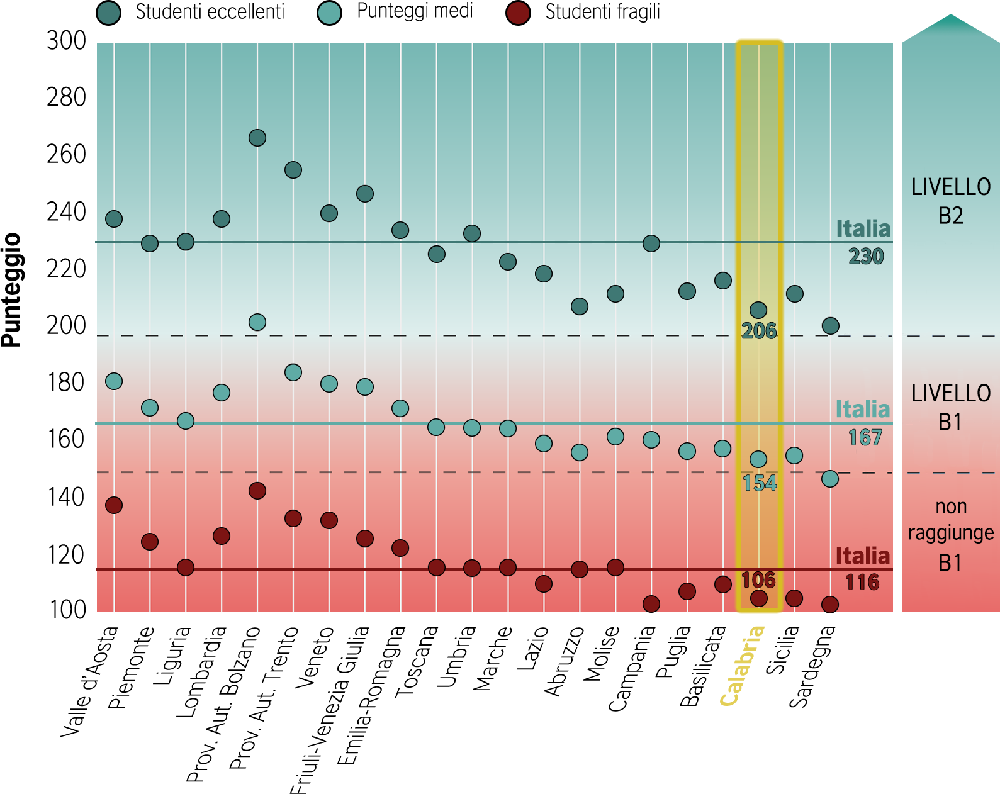 Studenti eccellenti
Punteggi medi
Studenti fragili
Punteggio
300
280
260
240
220
200
180
160
140
120
100
Italia
230
Italia
167
Italia
116
206
154
106
LIVELLO
B2
LIVELLO
B1
non
raggiunge
B1
Valle d'Aosta
Piemonte
Liguria
Lombardia
Prov. Aut. Bolzano
Prov. Aut. Trento
Veneto
Friuli-Venezia Giulia
Emilia-Romagna
Toscana
Umbria
Marche
Lazio
Abruzzo
Molise
Campania
Puglia
Basilicata
Calabria
Sicilia
Sardegna